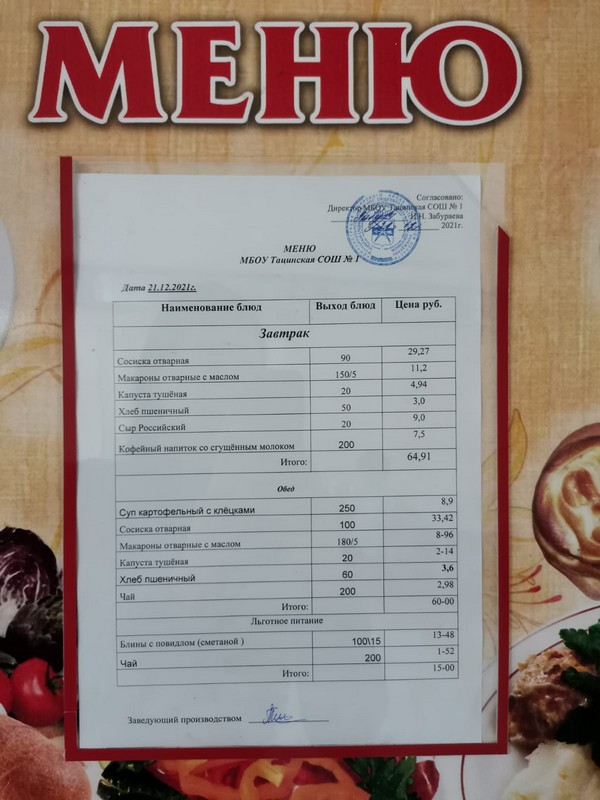 МЕНЮ
Согласовано:
Директор МБОУ Тацинская СОШ № 1
И.Н. Забураева
2021г.
МЕНЮ
МБОУ Тацинская СОШ № 1
Дата 21.12.2021г.
Наименование блюд Выход блюд Цена руб.
Завтрак
Сосиска отварная 90 29,27
Макароны отварные с маслом 150/5 11,2
Капуста тушёная 20 4,94
Хлеб пшеничный 50 3,0
Сыр Российский 20 9,0
Кофейный напиток со сгущённым молоком 200 7,5
Итого: 64,91
Обед
Суп картофельный с клёцками 250 8,9
Сосиска отварная 100 33,42
Макароны отварные с маслом 180/5 8-96
Капуста тушёная 20 2-14
Хлеб пшеничный 60 3,6
Чай 200 2,98
Итого: 60-00
Льготное питание
Блины с повидлом (сметаной ) 100\15 13-48
Чай 200 1-52
Итого: 15-00
Заведующий производством